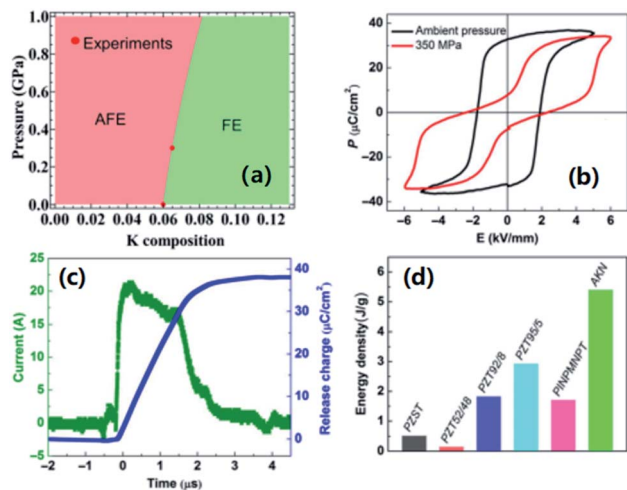 1.0
0.8
0.6
0.4
0.2
0.0
Pressure (GPa)
Experiments
AFE
FE
(a)
0.00 0.02 0.04 0.06 0.08 0.10 0.12
K composition
40
20
0
−20
−40
P (μC/cm²)
Ambient pressure
350 MPa
(b)
−6 −4 −2 0 2 4 6
E (kV/mm)
25
20
15
10
5
0
Current (A)
(c)
40
30
20
10
0
Release charge (μC/cm²)
−2 −1 0 1 2 3 4
Time (μs)
6
5
4
3
2
1
0
Energy density(J/g)
(d)
PZST
PZT52/48
PZT92/8
PZT95/5
PINPMNPT
AKN